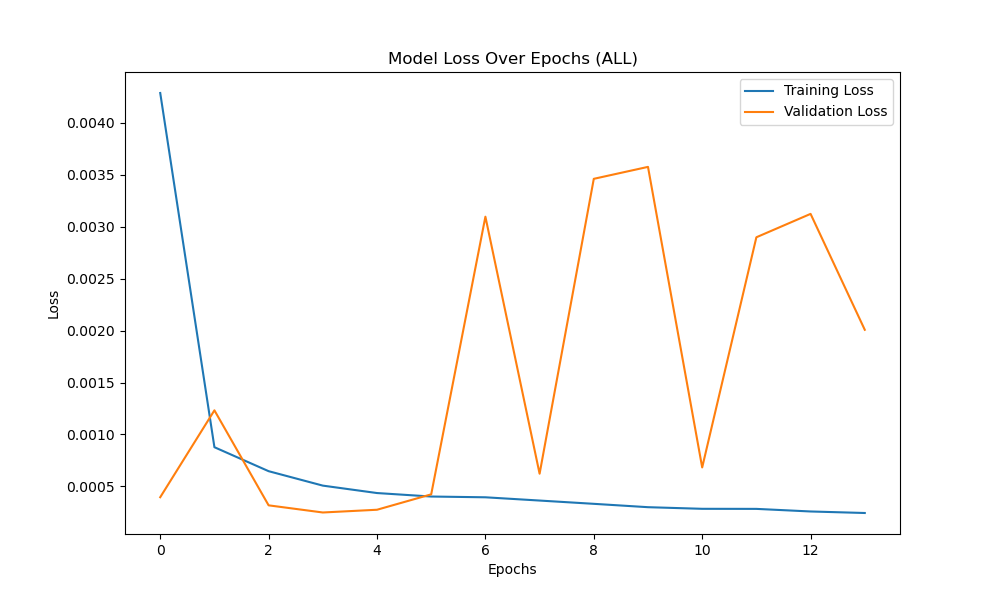 Model Loss Over Epochs (ALL)
Training Loss
Validation Loss
0.0040
0.0035
0.0030
0.0025
0.0020
0.0015
0.0010
0.0005
Loss
0 2 4 6 8 10 12
Epochs